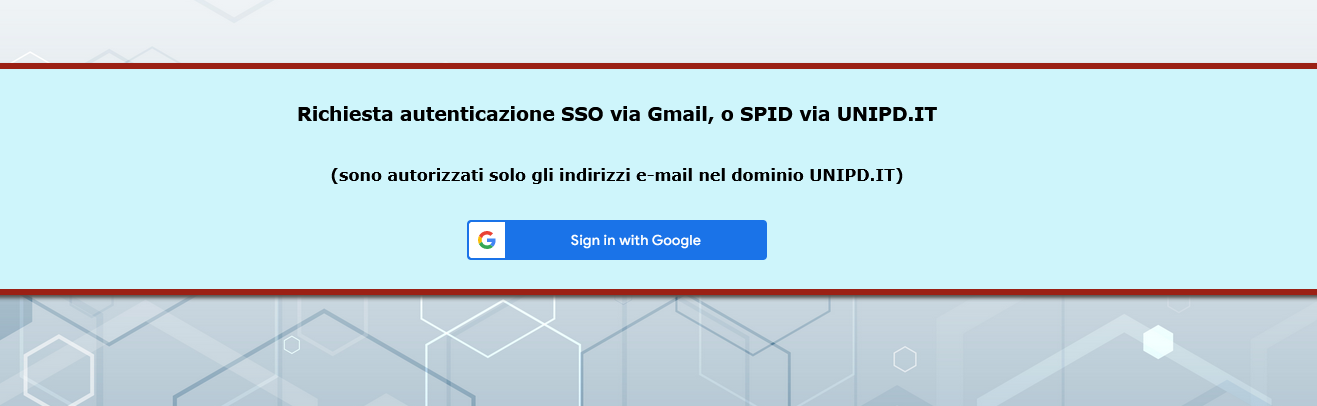 Richiesta autenticazione SSO via Gmail, o SPID via UNIPD.IT
(sono autorizzati solo gli indirizzi e-mail nel dominio UNIPD.IT)
Sign in with Google